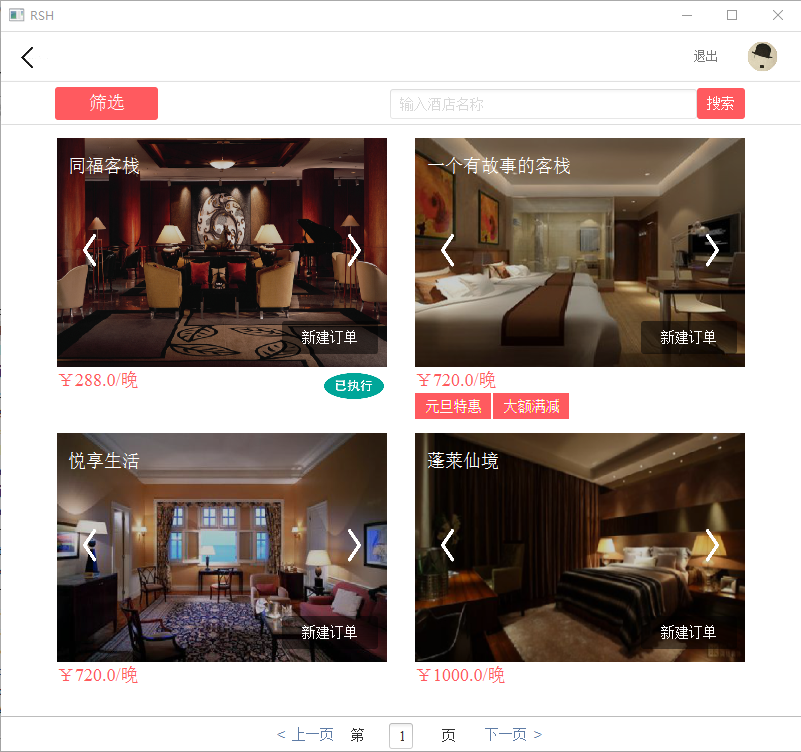 RSH
退出
筛选
输入酒店名称
搜索
同福客栈
新建订单
￥288.0/晚
已执行
一个有故事的客栈
新建订单
￥720.0/晚
元旦特惠
大额满减
悦享生活
新建订单
￥720.0/晚
蓬莱仙境
新建订单
￥1000.0/晚
< 上一页 第 1 页 下一页 >